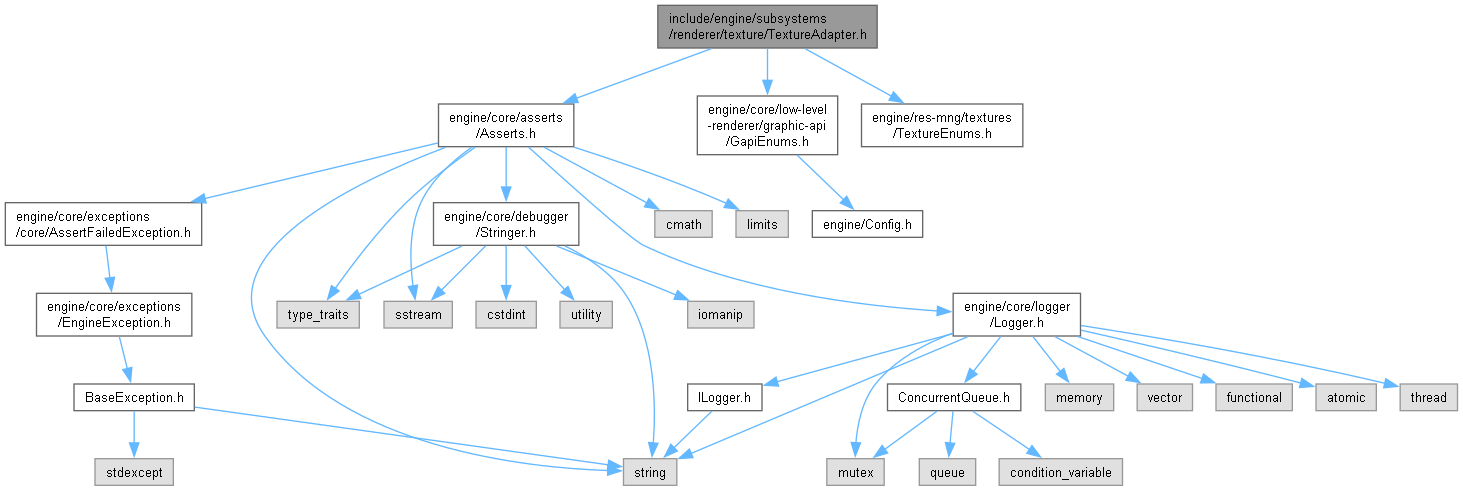 include/engine/subsystems
/renderer/texture/TextureAdapter.h
engine/core/asserts
/Asserts.h
engine/core/low-level
-renderer/graphic-api
/GapiEnums.h
engine/res-mng/textures
/TextureEnums.h
engine/core/exceptions
/core/AssertFailedException.h
engine/core/debugger
/Stringer.h
cmath
limits
engine/Config.h
engine/core/exceptions
/EngineException.h
type_traits
sstream
cstdint
utility
iomanip
engine/core/logger
/Logger.h
BaseException.h
ILogger.h
ConcurrentQueue.h
memory
vector
functional
atomic
thread
stdexcept
string
mutex
queue
condition_variable